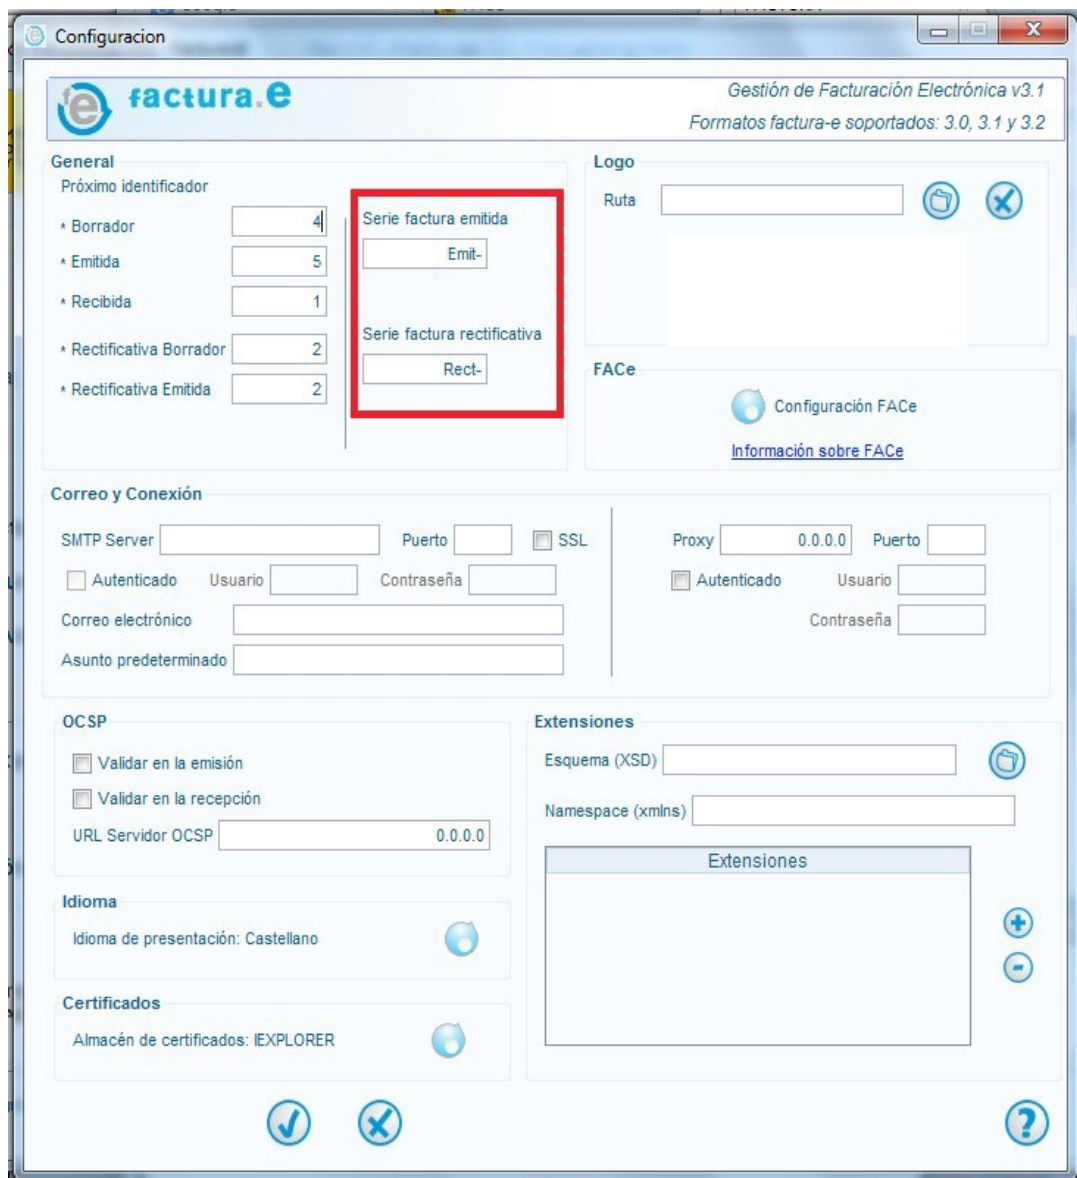 Configuracion
factura.e
Gestión de Facturación Electrónica v3.1
Formatos factura-e soportados: 3.0, 3.1 y 3.2
General
Próximo identificador
* Borrador 4
* Emitida 5
* Recibida 1
* Rectificativa Borrador 2
* Rectificativa Emitida 2
Serie factura emitida
Emit-
Serie factura rectificativa
Rect-
Logo
Ruta
FACe
Configuración FACe
Información sobre FACe
Correo y Conexión
SMTP Server Puerto SSL
Autenticado Usuario Contraseña
Correo electrónico
Asunto predeterminado
Proxy 0.0.0.0 Puerto
Autenticado Usuario
Contraseña
OCSP
Validar en la emisión
Validar en la recepción
URL Servidor OCSP 0.0.0.0
Idioma
Idioma de presentación: Castellano
Certificados
Almacén de certificados: IEXPLORER
Extensiones
Esquema (XSD)
Namespace (xmlns)
Extensiones